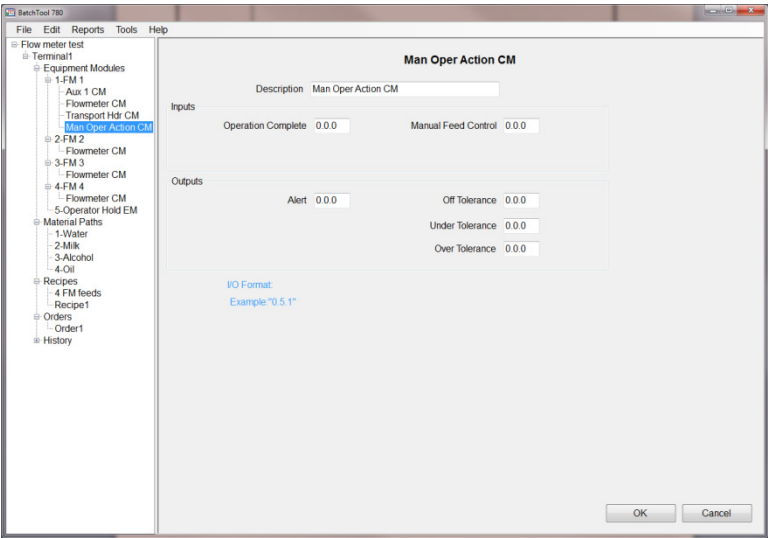 BatchTool 780
File Edit Reports Tools Help
Flow meter test
Terminal1
Equipment Modules
1-FM 1
Aux 1 CM
Flowmeter CM
Transport Hdr CM
Man Oper Action CM
2-FM 2
Flowmeter CM
3-FM 3
Flowmeter CM
4-FM 4
Flowmeter CM
5-Operator Hold EM
Material Paths
1-Water
2-Milk
3-Alcohol
4-Oil
Recipes
4 FM feeds
Recipe1
Orders
Order1
History
Man Oper Action CM
Description Man Oper Action CM
Inputs
Operation Complete 0.0.0 Manual Feed Control 0.0.0
Outputs
Alert 0.0.0 Off Tolerance 0.0.0
Under Tolerance 0.0.0
Over Tolerance 0.0.0
I/O Format:
Example:"0.5.1"
OK Cancel